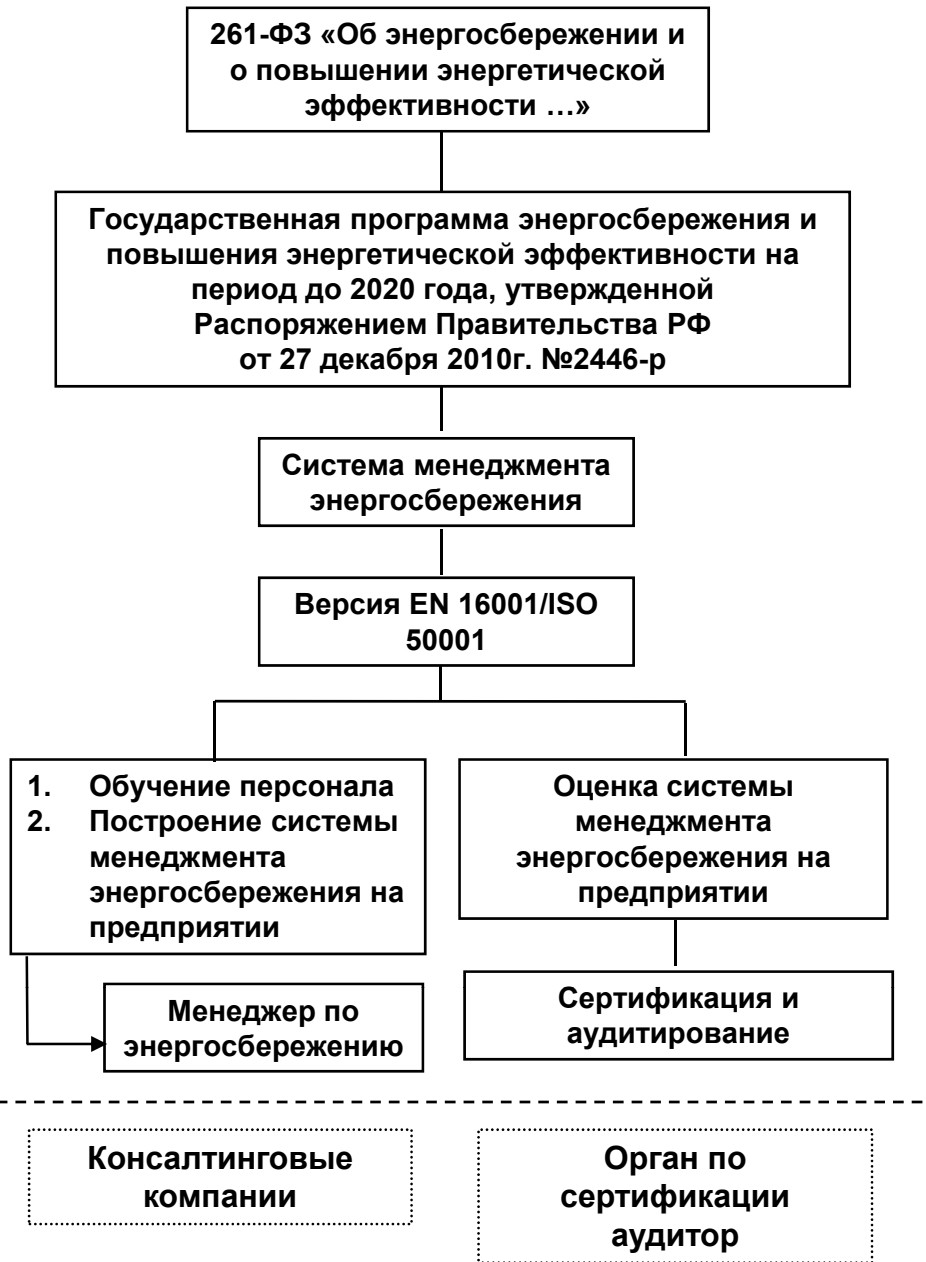 261-ФЗ «Об энергосбережении и
о повышении энергетической
эффективности …»
Государственная программа энергосбережения и
повышения энергетической эффективности на
период до 2020 года, утвержденной
Распоряжением Правительства РФ
от 27 декабря 2010г. №2446-р
Система менеджмента
энергосбережения
Версия EN 16001/ISO
50001
1. Обучение персонала
2. Построение системы
менеджмента
энергосбережения на
предприятии
Оценка системы
менеджмента
энергосбережения на
предприятии
Менеджер по
энергосбережению
Сертификация и
аудитирование
Консалтинговые
компании
Орган по
сертификации
аудитор